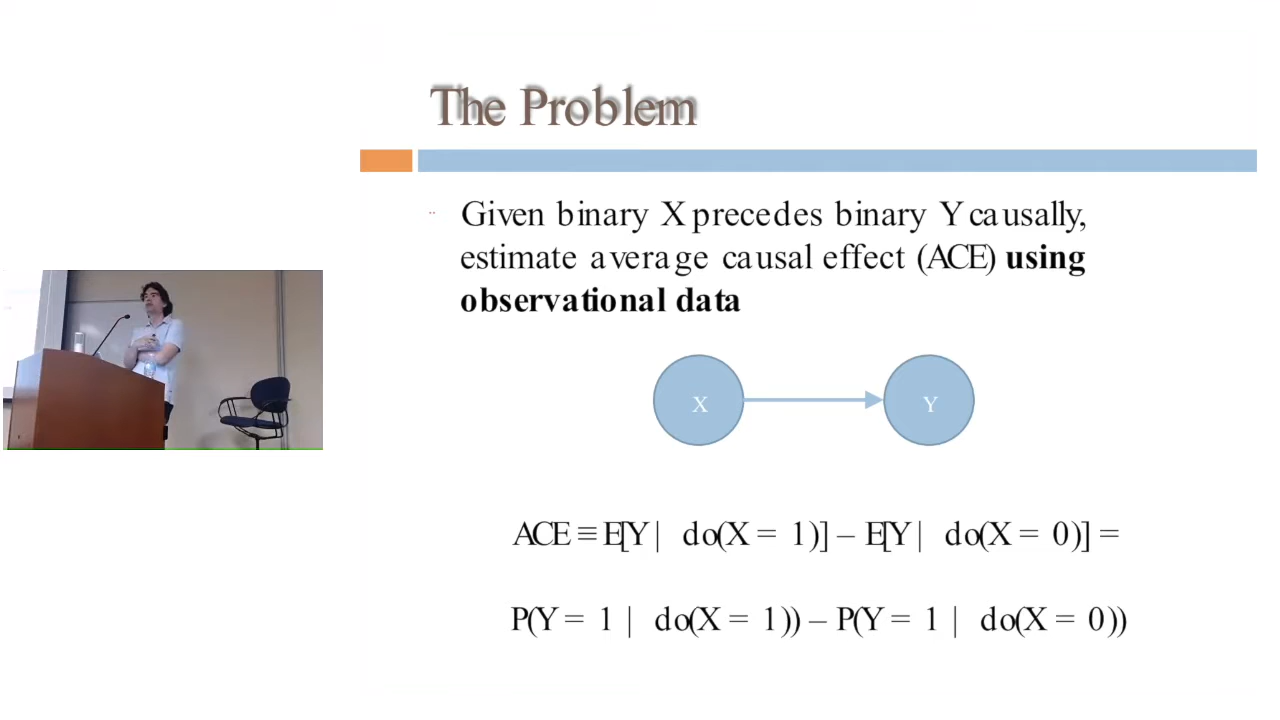 The Problem
Given binary X precedes binary Y causally,
estimate average causal effect (ACE) using
observational data
X
Y
ACE ≡ E[Y | do(X = 1)] – E[Y | do(X = 0)] =
P(Y = 1 | do(X = 1)) – P(Y = 1 | do(X = 0))